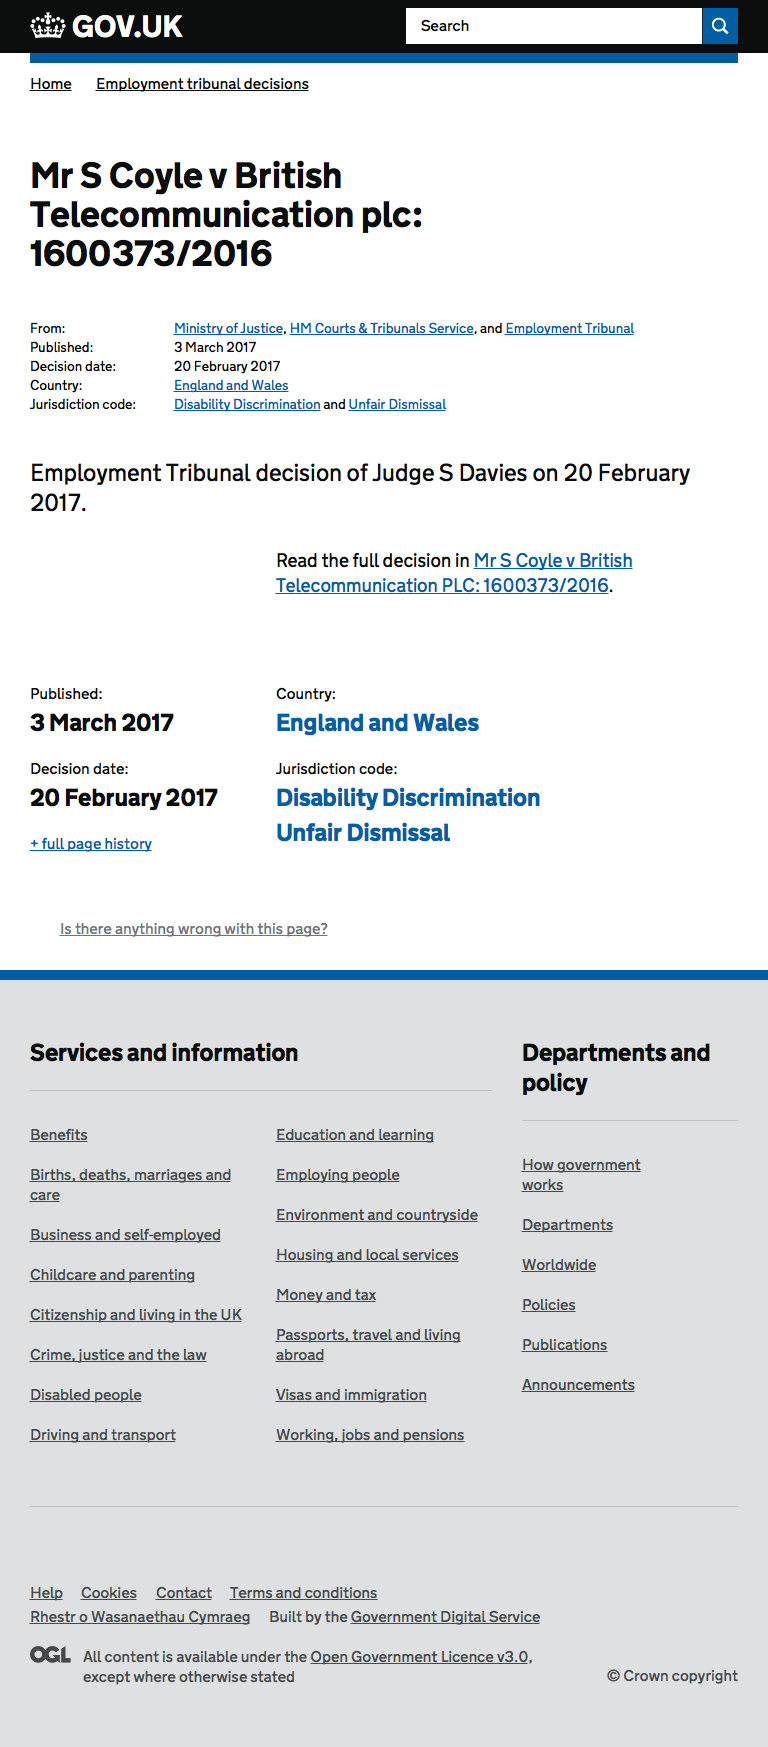 GOV.UK
Search
Home Employment tribunal decisions
Mr S Coyle v British
Telecommunication plc:
1600373/2016
From: Ministry of Justice, HM Courts & Tribunals Service, and Employment Tribunal
Published: 3 March 2017
Decision date: 20 February 2017
Country: England and Wales
Jurisdiction code: Disability Discrimination and Unfair Dismissal
Employment Tribunal decision of Judge S Davies on 20 February
2017.
Read the full decision in Mr S Coyle v British
Telecommunication PLC: 1600373/2016.
Published:
3 March 2017
Decision date:
20 February 2017
+ full page history
Country:
England and Wales
Jurisdiction code:
Disability Discrimination
Unfair Dismissal
Is there anything wrong with this page?
Services and information
Benefits
Births, deaths, marriages and
care
Business and self-employed
Childcare and parenting
Citizenship and living in the UK
Crime, justice and the law
Disabled people
Driving and transport
Education and learning
Employing people
Environment and countryside
Housing and local services
Money and tax
Passports, travel and living
abroad
Visas and immigration
Working, jobs and pensions
Departments and
policy
How government
works
Departments
Worldwide
Policies
Publications
Announcements
Help Cookies Contact Terms and conditions
Rhestr o Wasanaethau Cymraeg Built by the Government Digital Service
OGL
All content is available under the Open Government Licence v3.0,
except where otherwise stated
© Crown copyright